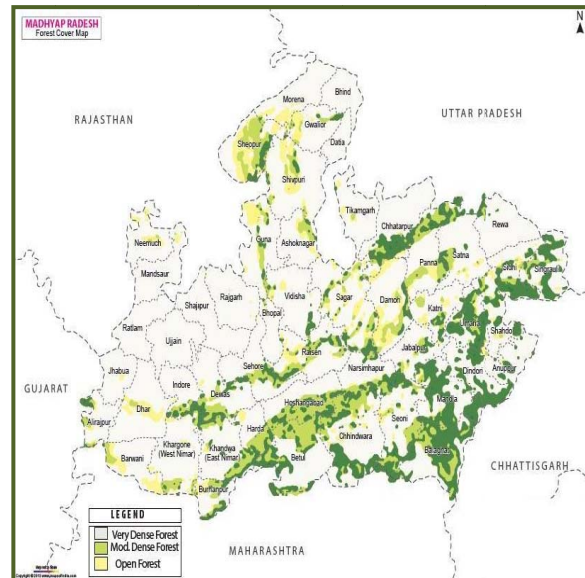 MADHYAP RADESH
Forest Cover Map
N
RAJASTHAN
UTTAR PRADESH
Morena
Bhind
Gwalior
Sheopur
Datia
Shivpuri
Tikamgarh
Chhatarpur
Rewa
Neemuch
Guna
Ashoknagar
Panna
Satna
Sidhi
Singrauli
Mandsaur
Sagar
Damoh
Katni
Umaria
Shahdol
Rajgarh
Vidisha
Shajapur
Bhopal
Ratlam
Ujjain
Raisen
Jabalpur
Anuppur
Sehore
Narsimhapur
Dindori
Jhabua
Indore
Dewas
GUJARAT
Dhar
Hoshangabad
Mandla
Alirajpur
Harda
Seoni
Chhindwara
Khargone
(West Nimar)
Khandwa
(East Nimar)
Betul
Balaghat
Barwani
CHHATTISGARH
Burhanpur
LEGEND
Very Dense Forest
Mod. Dense Forest
Open Forest
MAHARASHTRA